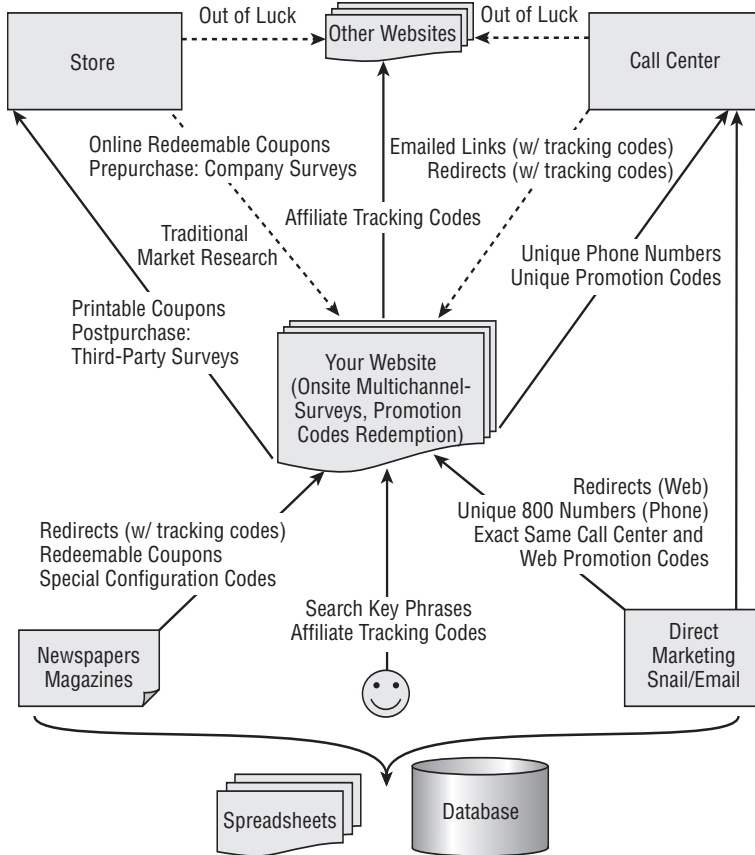 Out of Luck
Out of Luck
Store
Other Websites
Call Center
Online Redeemable Coupons
Prepurchase: Company Surveys
Emailed Links (w/ tracking codes)
Redirects (w/ tracking codes)
Affiliate Tracking Codes
Traditional
Market Research
Unique Phone Numbers
Unique Promotion Codes
Printable Coupons
Postpurchase:
Third-Party Surveys
Your Website
(Onsite Multichannel-
Surveys, Promotion
Codes Redemption)
Redirects (w/ tracking codes)
Redeemable Coupons
Special Configuration Codes
Redirects (Web)
Unique 800 Numbers (Phone)
Exact Same Call Center and
Web Promotion Codes
Search Key Phrases
Affiliate Tracking Codes
Newspapers
Magazines
Direct
Marketing
Snail/Email
Spreadsheets
Database